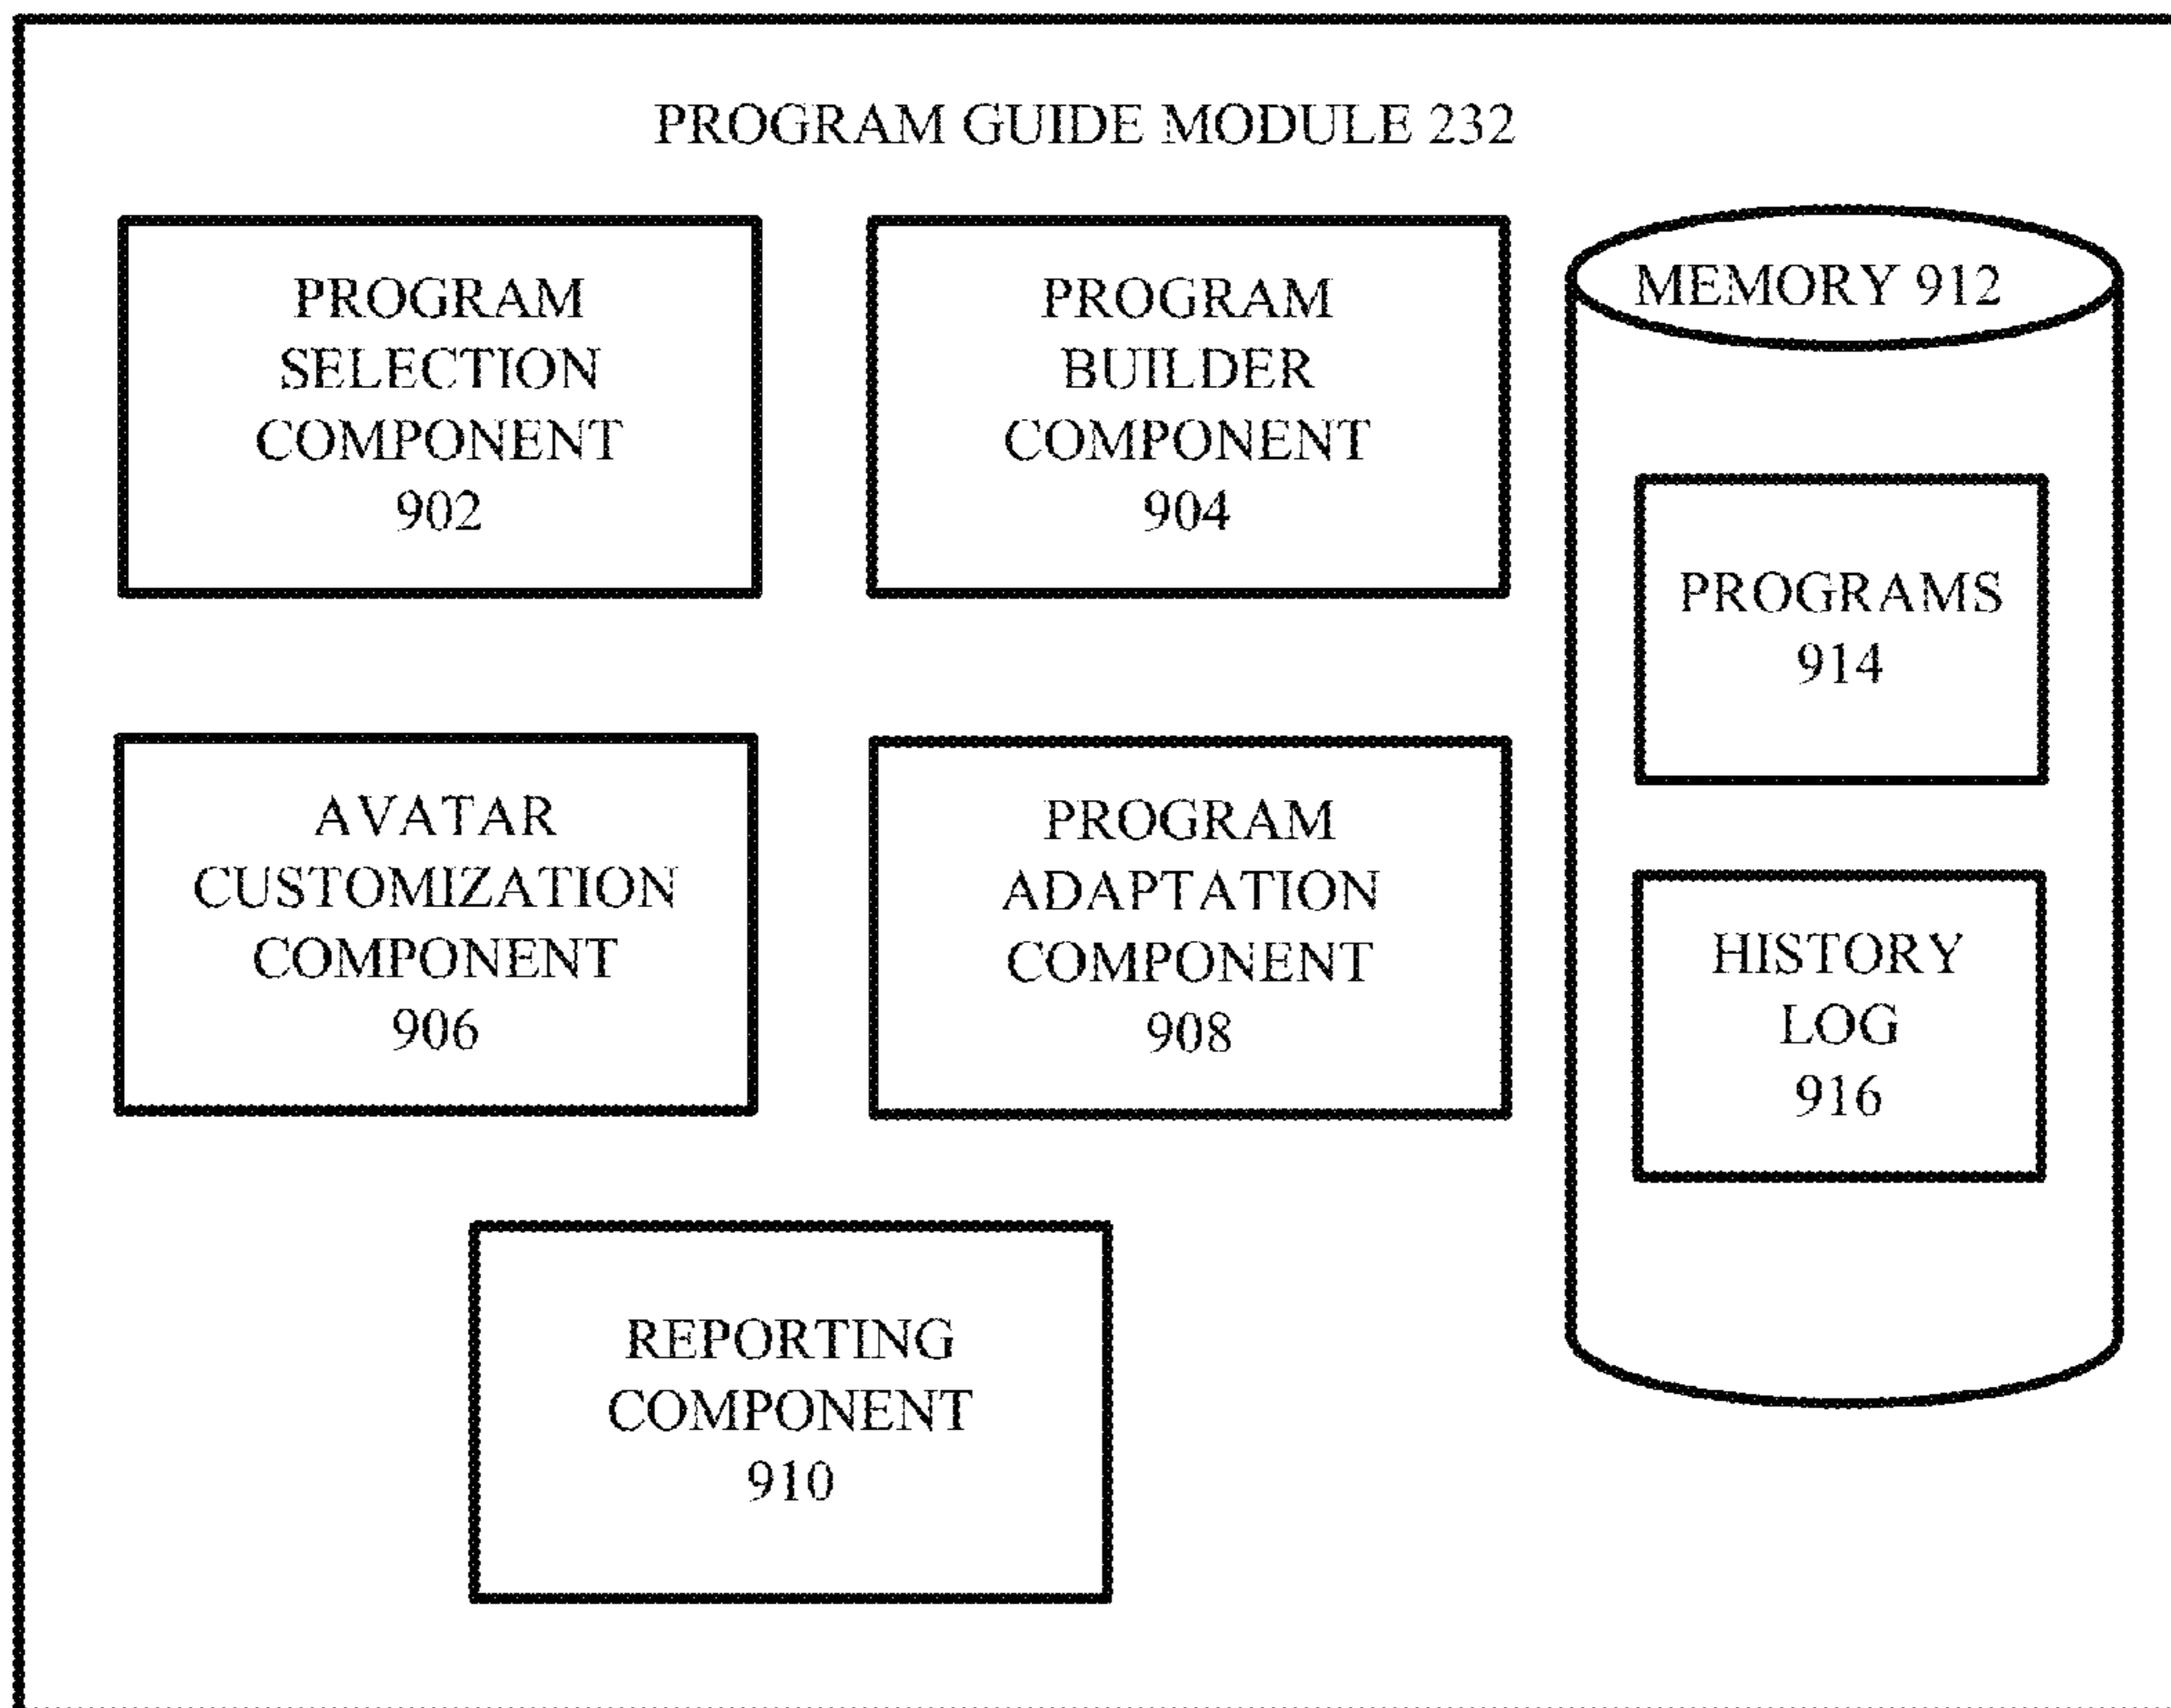 PROGRAM GUIDE MODULE 232
PROGRAM
SELECTION
COMPONENT
902
PROGRAM
BUILDER
COMPONENT
904
MEMORY 912
PROGRAMS
914
AVATAR
CUSTOMIZATION
COMPONENT
906
PROGRAM
ADAPTATION
COMPONENT
908
HISTORY
LOG
916
REPORTING
COMPONENT
910